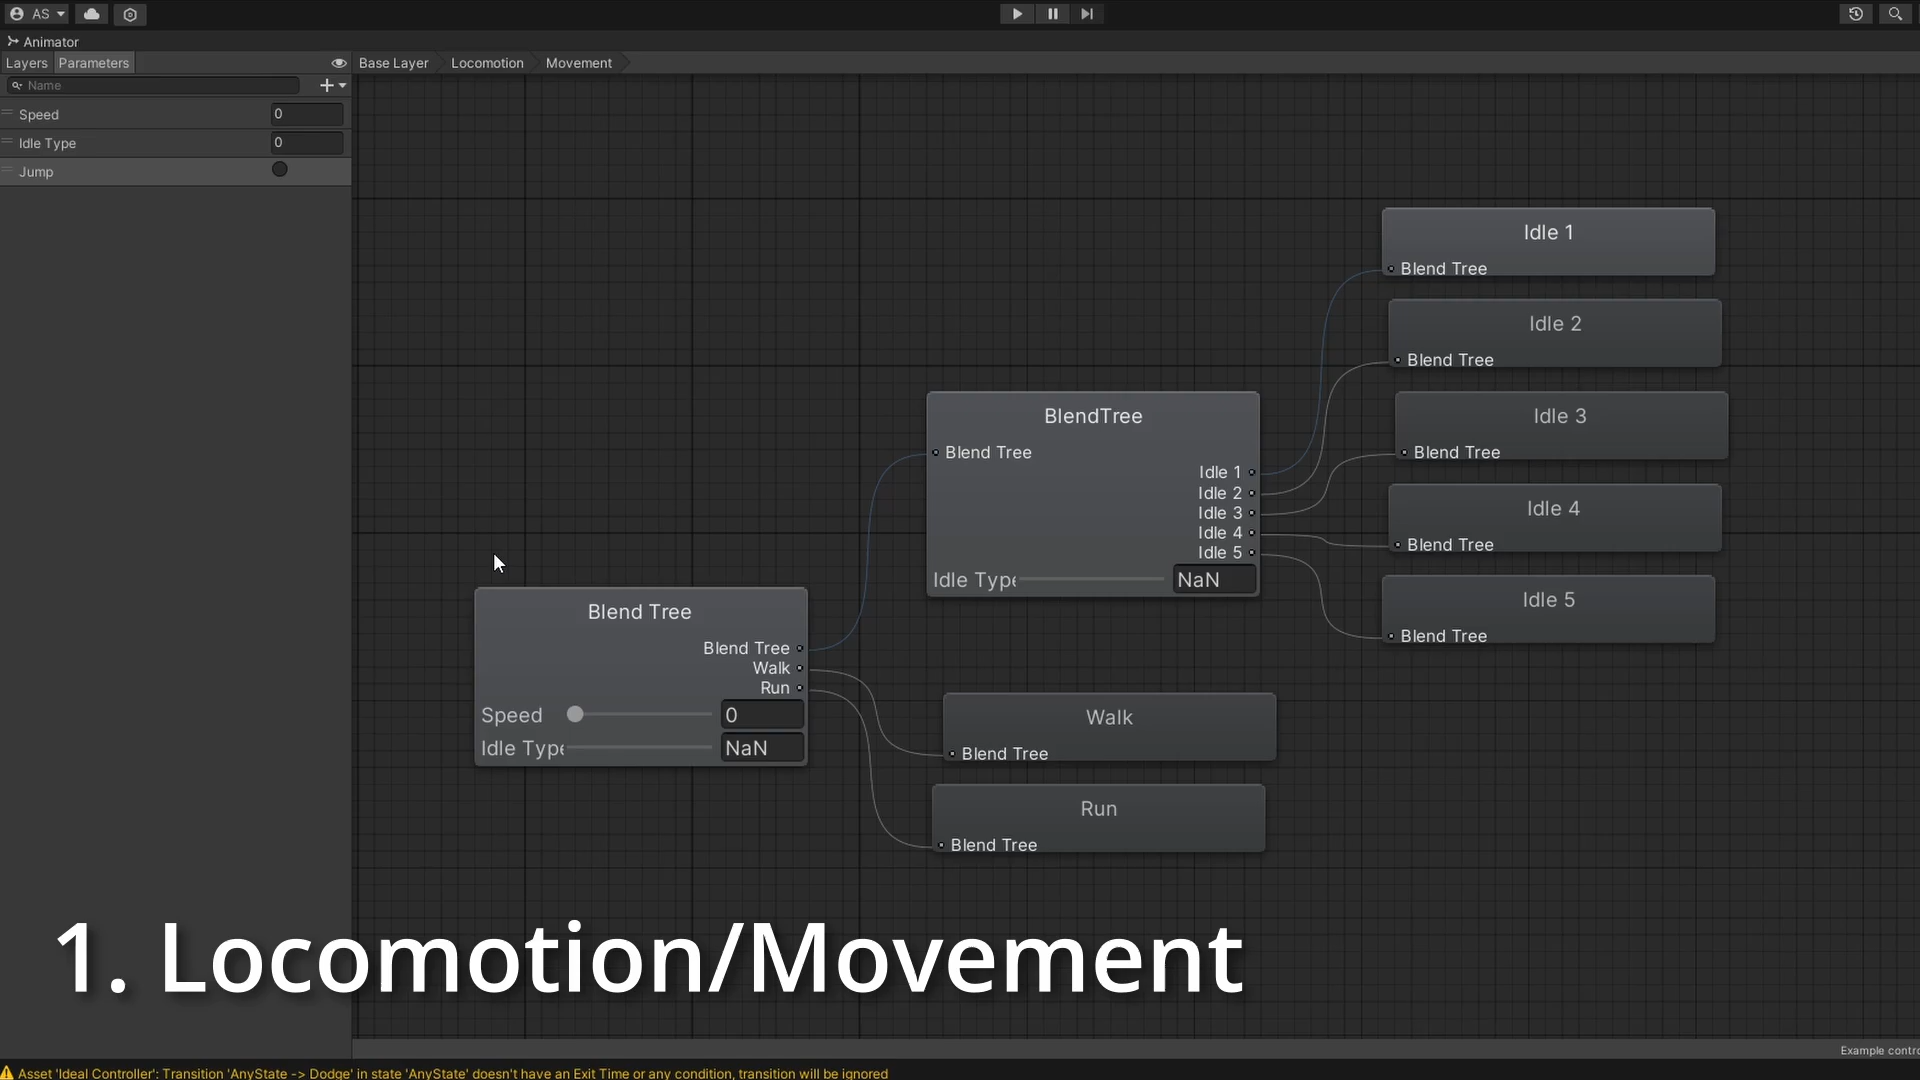 AS
Animator
Layers Parameters
Base Layer Locomotion Movement
Name
Speed 0
Idle Type 0
Jump
Idle 1
Blend Tree
Idle 2
Blend Tree
Idle 3
Blend Tree
Idle 4
Blend Tree
Idle 5
Blend Tree
BlendTree
Blend Tree
Idle 1
Idle 2
Idle 3
Idle 4
Idle 5
Idle Type NaN
Blend Tree
Blend Tree
Walk
Run
Speed 0
Idle Type NaN
Walk
Blend Tree
Run
Blend Tree
1. Locomotion/Movement
Example contro
Asset 'Ideal Controller': Transition 'AnyState -> Dodge' in state 'AnyState' doesn't have an Exit Time or any condition, transition will be ignored